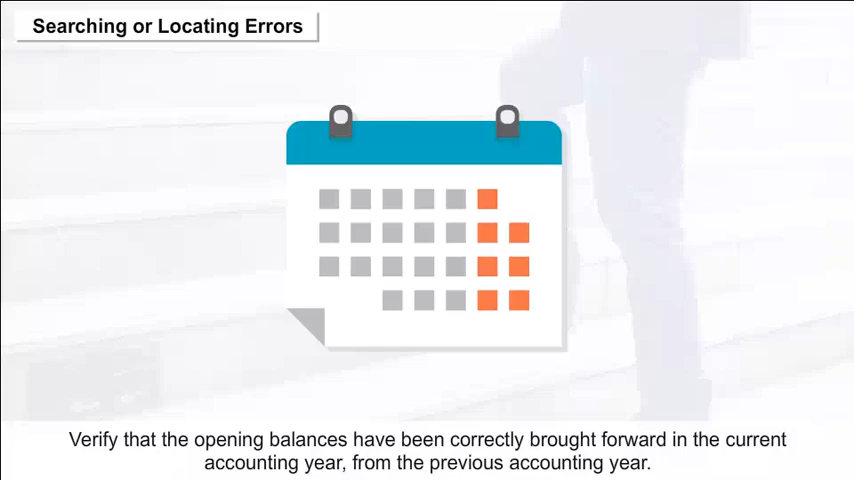 Searching or Locating Errors
Verify that the opening balances have been correctly brought forward in the current
accounting year, from the previous accounting year.